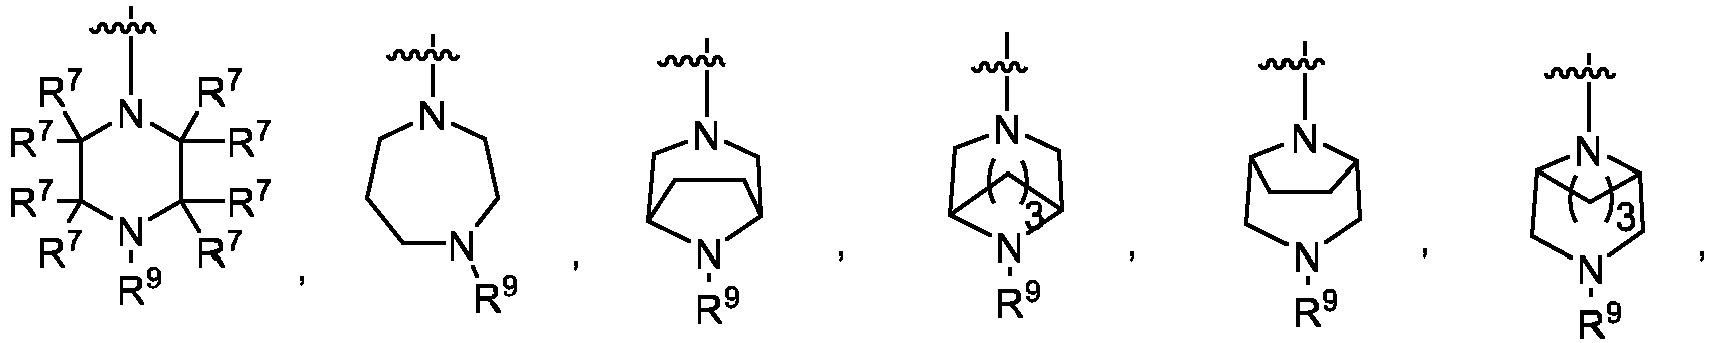 N R⁷ R⁷ R⁷ R⁷ R⁷ R⁷ R⁷ R⁷ N R⁹ ,
N N R⁹ ,
N N R⁹ ,
N ( ) 3 N R⁹ ,
N N R⁹ ,
N ( ) 3 N R⁹ ,